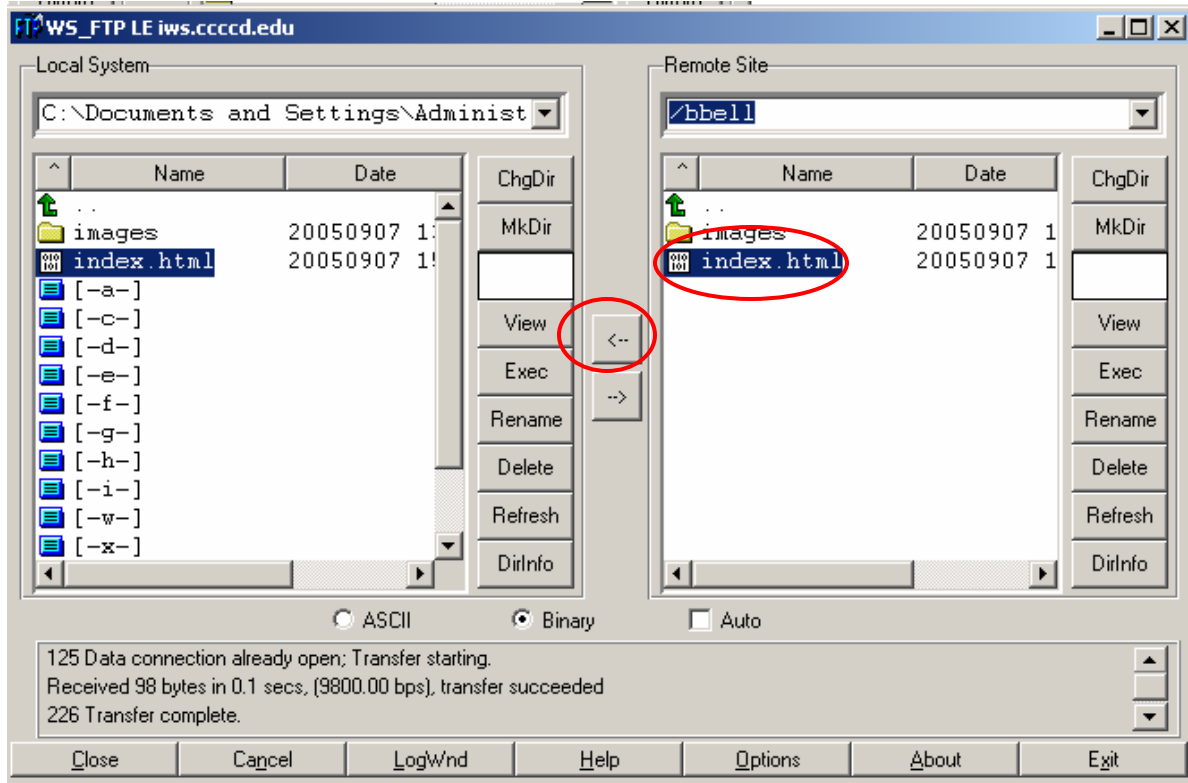 WS_FTP LE iws.ccccd.edu
Local System
C:\Documents and Settings\Administ
^ Name Date
..
images 20050907 1
index.html 20050907 1
[-a-]
[-c-]
[-d-]
[-e-]
[-f-]
[-g-]
[-h-]
[-i-]
[-w-]
[-x-]
ChgDir
MkDir
View
Exec
Rename
Delete
Refresh
DirInfo
<--
-->
Remote Site
/bbell
^ Name Date
..
images 20050907 1
index.html 20050907 1
ChgDir
MkDir
View
Exec
Rename
Delete
Refresh
DirInfo
ASCII Binary Auto
125 Data connection already open; Transfer starting.
Received 98 bytes in 0.1 secs, (9800.00 bps), transfer succeeded
226 Transfer complete.
Close Cancel LogWnd Help Options About Exit